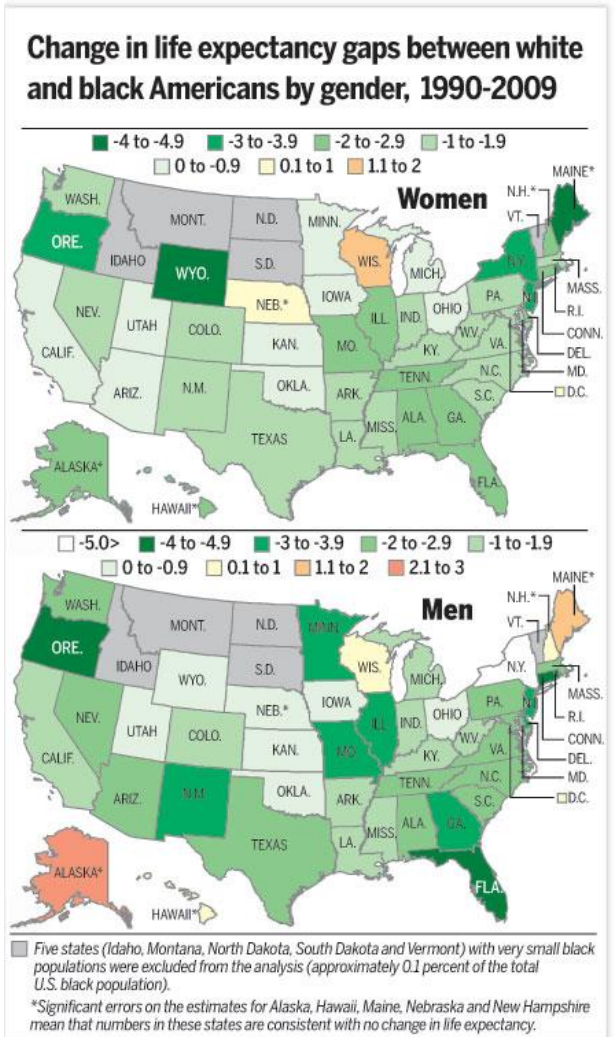 Change in life expectancy gaps between white
and black Americans by gender, 1990-2009
-4 to -4.9 -3 to -3.9 -2 to -2.9 -1 to -1.9
0 to -0.9 0.1 to 1 1.1 to 2
Women
MAINE*
N.H.*
VT.
WASH.
MONT.
N.D.
MINN.
ORE.
IDAHO
S.D.
WIS.
N.Y.
WYO.
MICH.
MASS.
NEB.*
IOWA
PA.
N.J.
R.I.
NEV.
UTAH
COLO.
ILL.
IND.
OHIO
CONN.
CALIF.
KAN.
MO.
KY.
W.V.
VA.
DEL.
MD.
ARIZ.
N.M.
OKLA.
ARK.
TENN.
N.C.
D.C.
S.C.
TEXAS
LA.
MISS.
ALA.
GA.
ALASKA*
HAWAII*
FLA.
-5.0> -4 to -4.9 -3 to -3.9 -2 to -2.9 -1 to -1.9
0 to -0.9 0.1 to 1 1.1 to 2 2.1 to 3
Men
MAINE*
N.H.*
VT.
WASH.
MONT.
N.D.
MINN.
ORE.
IDAHO
S.D.
WIS.
N.Y.
WYO.
MICH.
MASS.
NEB.*
IOWA
PA.
N.J.
R.I.
NEV.
UTAH
COLO.
ILL.
IND.
OHIO
CONN.
CALIF.
KAN.
MO.
KY.
W.V.
VA.
DEL.
MD.
ARIZ.
N.M.
OKLA.
ARK.
TENN.
N.C.
D.C.
S.C.
TEXAS
LA.
MISS.
ALA.
GA.
ALASKA*
HAWAII*
FLA.
Five states (Idaho, Montana, North Dakota, South Dakota and Vermont) with very small black
populations were excluded from the analysis (approximately 0.1 percent of the total
U.S. black population).
*Significant errors on the estimates for Alaska, Hawaii, Maine, Nebraska and New Hampshire
mean that numbers in these states are consistent with no change in life expectancy.